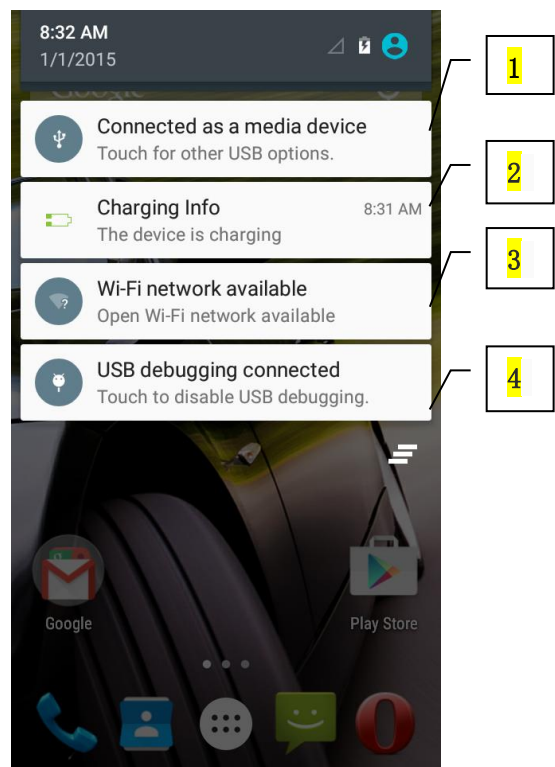 8:32 AM
1/1/2015
Google
Connected as a media device
Touch for other USB options.
1
Charging Info 8:31 AM
The device is charging
2
Wi-Fi network available
Open Wi-Fi network available
3
USB debugging connected
Touch to disable USB debugging.
4
Google
Play Store